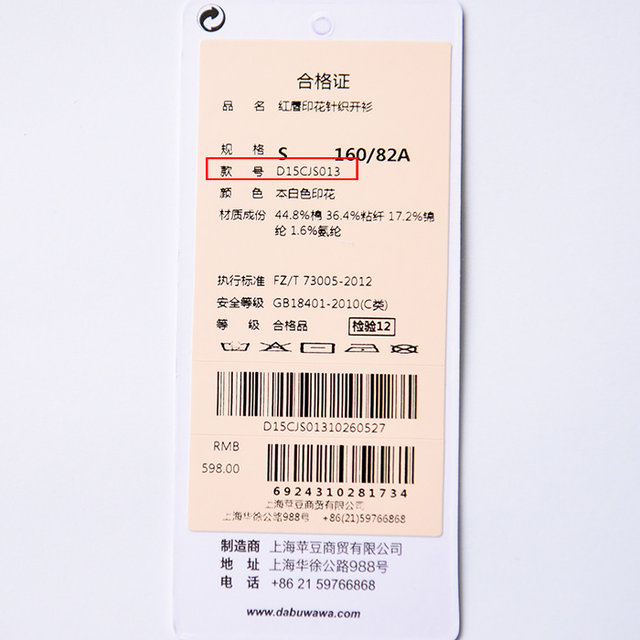 合格证
品 名 红唇印花针织开衫
规 格 S 160/82A
款 号 D15CJS013
颜 色 本白色印花
材质成份 44.8%棉 36.4%粘纤 17.2%锦
纶 1.6%氨纶
执行标准 FZ/T 73005-2012
安全等级 GB18401-2010(C类)
等 级 合格品 检验12
D15CJS01310260527
RMB
598.00
6924310281734
上海苹豆商贸有限公司
上海华徐公路988号 +86(21)59766868
制造商 上海苹豆商贸有限公司
地 址 上海华徐公路988号
电 话 +86 21 59766868
www.dabuwawa.com